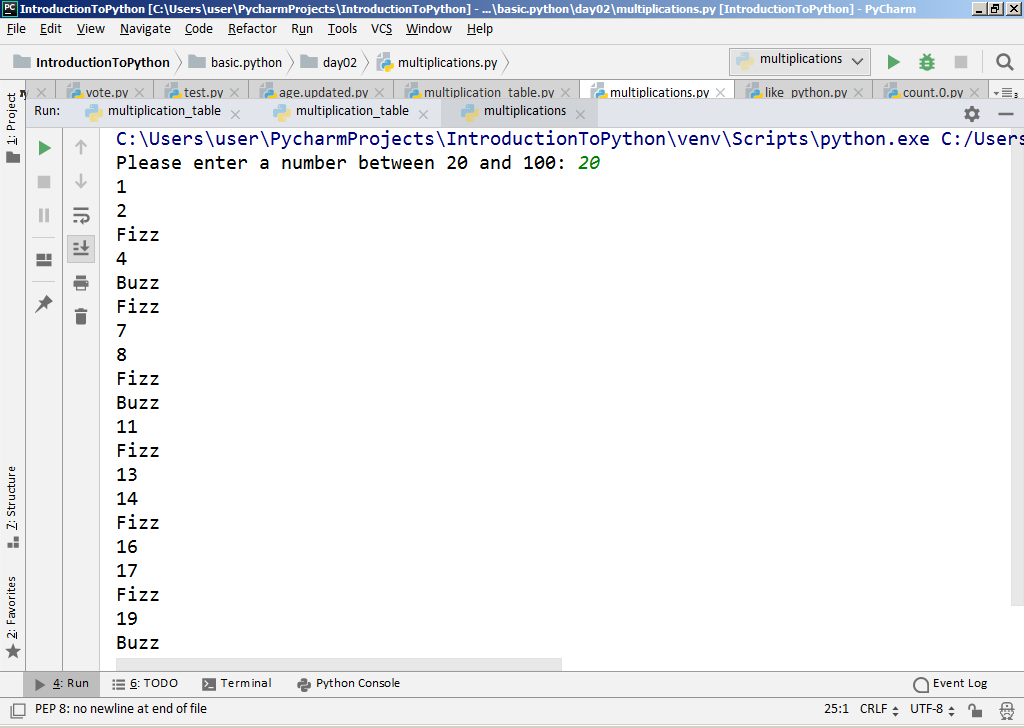 IntroductionToPython [C:\Users\user\PycharmProjects\IntroductionToPython] - ...\basic.python\day02\multiplications.py [IntroductionToPython] - PyCharm
File Edit View Navigate Code Refactor Run Tools VCS Window Help
IntroductionToPython basic.python day02 multiplications.py multiplications
vote.py test.py age.updated.py multiplication_table.py multiplications.py like_python.py count.0.py
Run: multiplication_table multiplication_table multiplications
1: Project
C:\Users\user\PycharmProjects\IntroductionToPython\venv\Scripts\python.exe C:/Users
Please enter a number between 20 and 100: 20
1
2
Fizz
4
Buzz
Fizz
7
8
Fizz
Buzz
11
Fizz
13
14
Fizz
16
17
Fizz
19
Buzz
7: Structure
2: Favorites
4: Run 6: TODO Terminal Python Console Event Log
PEP 8: no newline at end of file 25:1 CRLF UTF-8